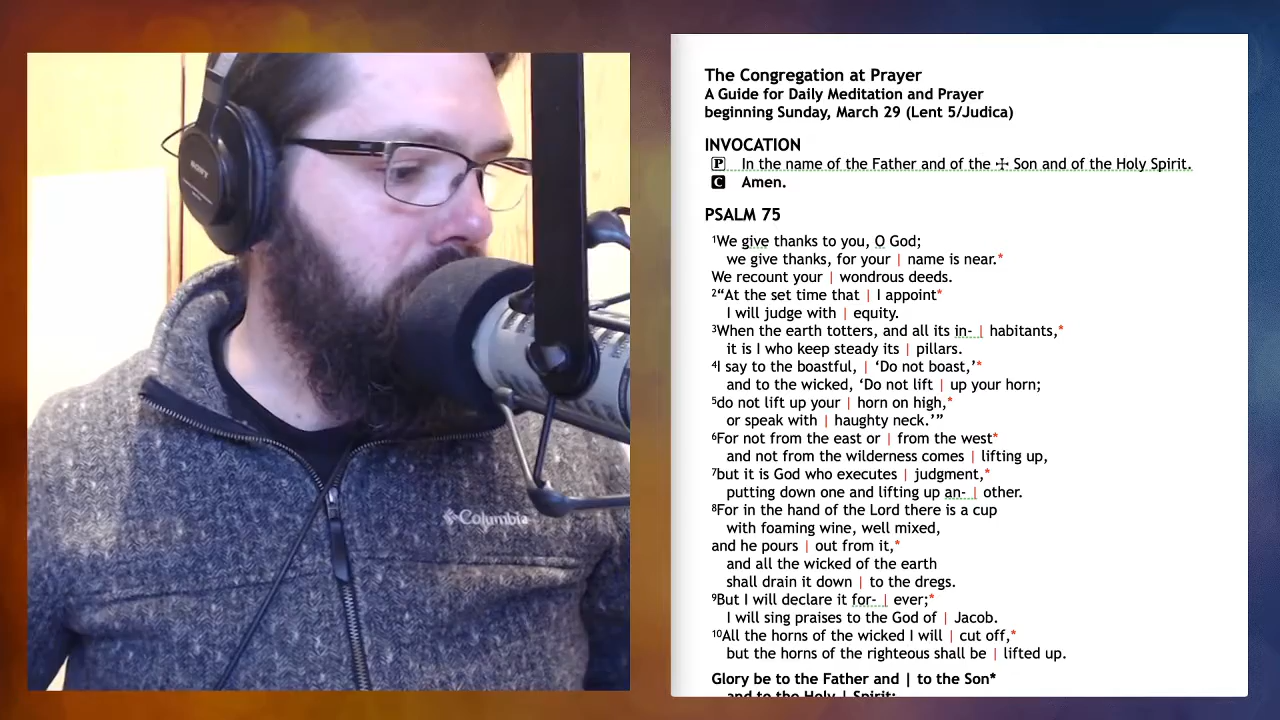 SONY
Columbia
The Congregation at Prayer
A Guide for Daily Meditation and Prayer
beginning Sunday, March 29 (Lent 5/Judica)
INVOCATION
P In the name of the Father and of the ☩ Son and of the Holy Spirit.
C Amen.
PSALM 75
¹We give thanks to you, O God;
we give thanks, for your | name is near.*
We recount your | wondrous deeds.
²“At the set time that | I appoint*
I will judge with | equity.
³When the earth totters, and all its in- | habitants,*
it is I who keep steady its | pillars.
⁴I say to the boastful, | ‘Do not boast,’*
and to the wicked, ‘Do not lift | up your horn;
⁵do not lift up your | horn on high,*
or speak with | haughty neck.’”
⁶For not from the east or | from the west*
and not from the wilderness comes | lifting up,
⁷but it is God who executes | judgment,*
putting down one and lifting up an- | other.
⁸For in the hand of the Lord there is a cup
with foaming wine, well mixed,
and he pours | out from it,*
and all the wicked of the earth
shall drain it down | to the dregs.
⁹But I will declare it for- | ever;*
I will sing praises to the God of | Jacob.
¹⁰All the horns of the wicked I will | cut off,*
but the horns of the righteous shall be | lifted up.
Glory be to the Father and | to the Son*
and to the Holy | Spirit;